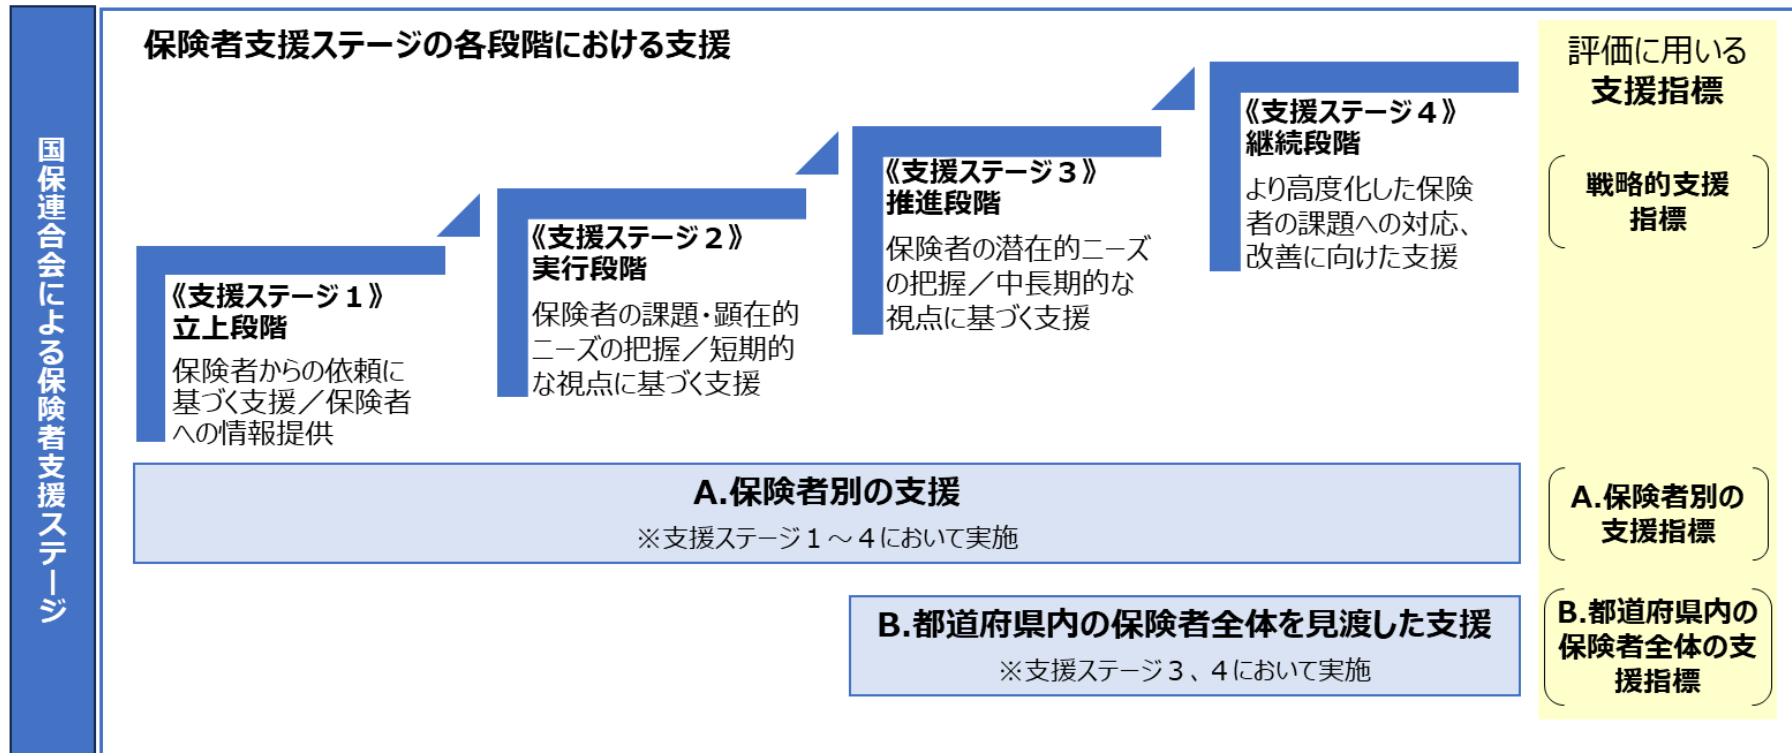 国保連合会による保険者支援ステージ
保険者支援ステージの各段階における支援
《支援ステージ１》
立上段階
保険者からの依頼に
基づく支援／保険者
への情報提供
《支援ステージ２》
実行段階
保険者の課題・顕在的
ニーズの把握／短期的
な視点に基づく支援
《支援ステージ３》
推進段階
保険者の潜在的ニーズ
の把握／中長期的な
視点に基づく支援
《支援ステージ４》
継続段階
より高度化した保険
者の課題への対応、
改善に向けた支援
A.保険者別の支援
※支援ステージ１～４において実施
B.都道府県内の保険者全体を見渡した支援
※支援ステージ３、４において実施
評価に用いる
支援指標
戦略的支援
指標
A.保険者別の
支援指標
B.都道府県内の
保険者全体の支
援指標